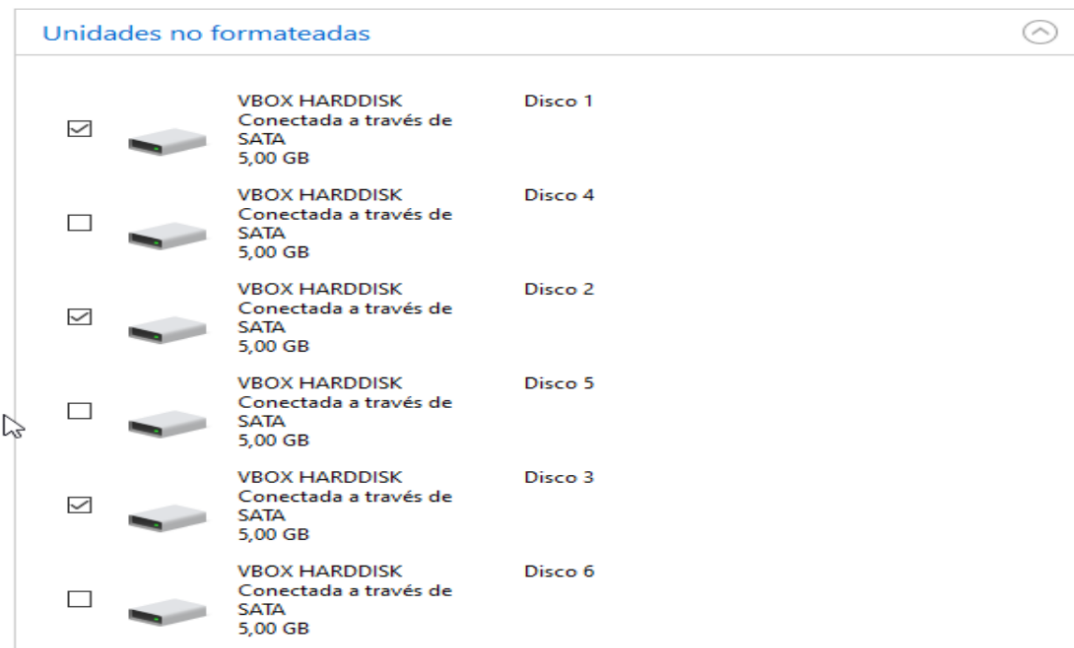 Unidades no formateadas
VBOX HARDDISK
Conectada a través de
SATA
5,00 GB
Disco 1
VBOX HARDDISK
Conectada a través de
SATA
5,00 GB
Disco 4
VBOX HARDDISK
Conectada a través de
SATA
5,00 GB
Disco 2
VBOX HARDDISK
Conectada a través de
SATA
5,00 GB
Disco 5
VBOX HARDDISK
Conectada a través de
SATA
5,00 GB
Disco 3
VBOX HARDDISK
Conectada a través de
SATA
5,00 GB
Disco 6